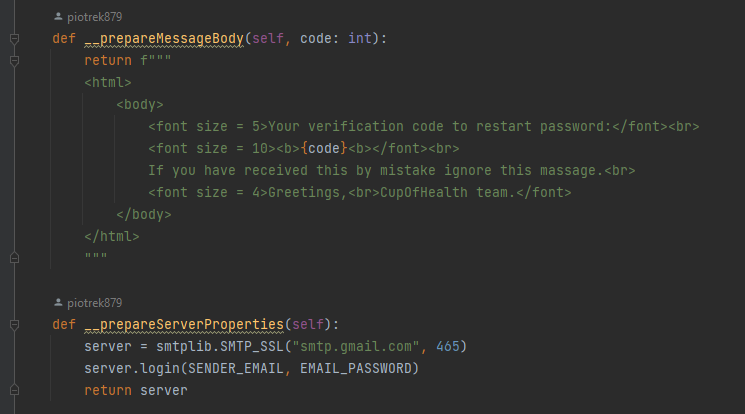 piotrek879
def __prepareMessageBody(self, code: int):
return f"""
<html>
<body>
<font size = 5>Your verification code to restart password:</font><br>
<font size = 10><b>{code}<b></font><br>
If you have received this by mistake ignore this massage.<br>
<font size = 4>Greetings,<br>CupOfHealth team.</font>
</body>
</html>
"""
piotrek879
def __prepareServerProperties(self):
server = smtplib.SMTP_SSL("smtp.gmail.com", 465)
server.login(SENDER_EMAIL, EMAIL_PASSWORD)
return server